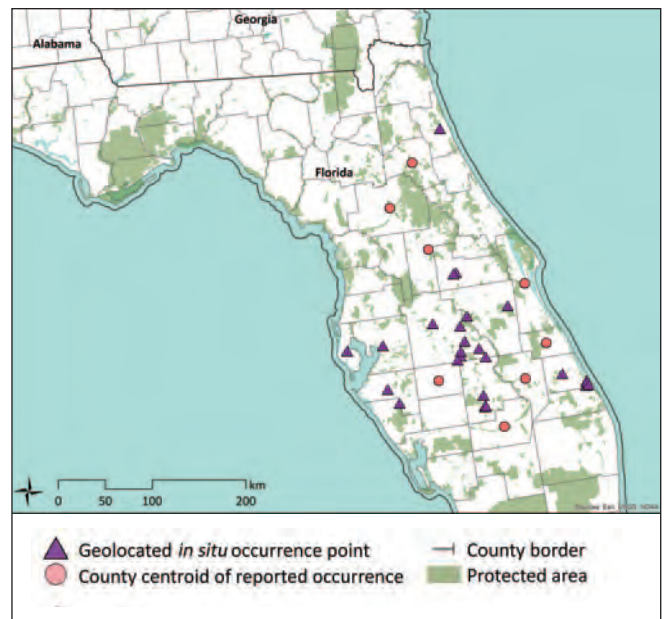 Georgia
Alabama
Florida
km
0 50 100 200
Geolocated in situ occurrence point
County border
County centroid of reported occurrence
Protected area